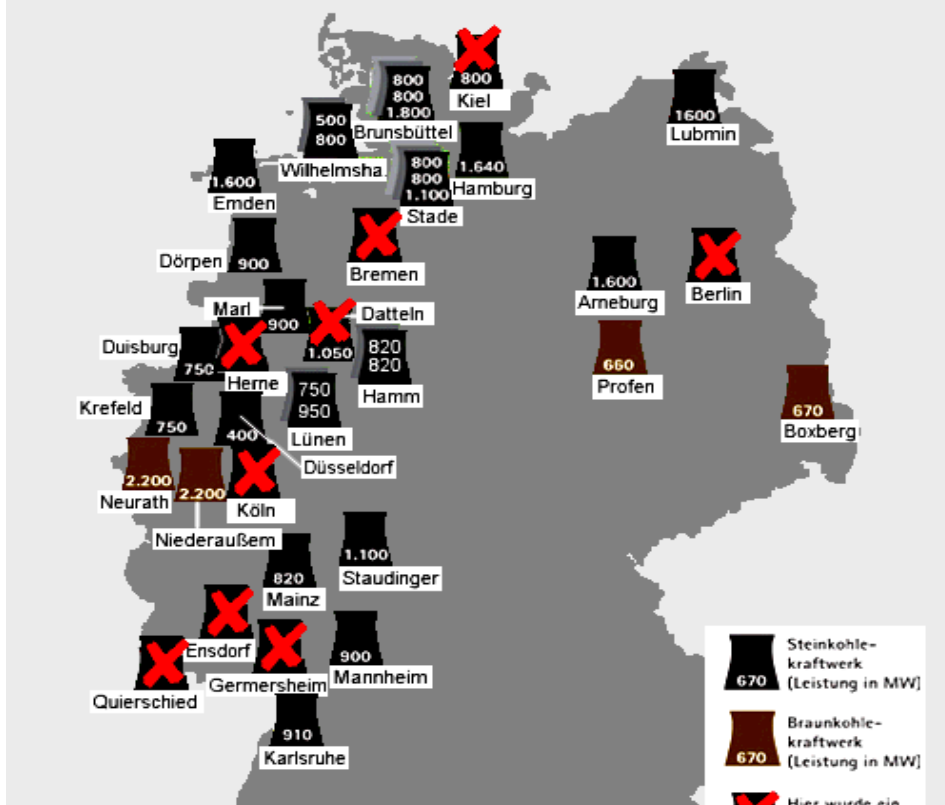 800
Kiel
800
800
1.800
Brunsbüttel
1600
Lubmin
500
800
Wilhelmsha
1.640
Hamburg
800
800
1.100
Stade
1.600
Emden
Bremen
Dörpen
900
1.600
Arneburg
Berlin
Marl
900
Datteln
1.050
Duisburg
750
Herne
820
820
Hamm
660
Profen
Krefeld
750
400
750
950
Lünen
670
Boxberg
Düsseldorf
2.200
Neurath
2.200
Köln
Niederaußem
1.100
Staudinger
820
Mainz
Ensdorf
900
Mannheim
Germersheim
Quierschied
910
Karlsruhe
Steinkohle-
kraftwerk
(Leistung in MW)
670
Braunkohle-
kraftwerk
(Leistung in MW)
670
Hier wurde ein